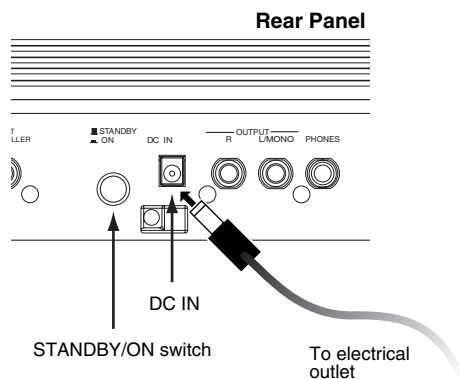 Rear Panel
STANDBY
ON
DC IN
OUTPUT
R
L/MONO
PHONES
DC IN
STANDBY/ON switch
To electrical
outlet